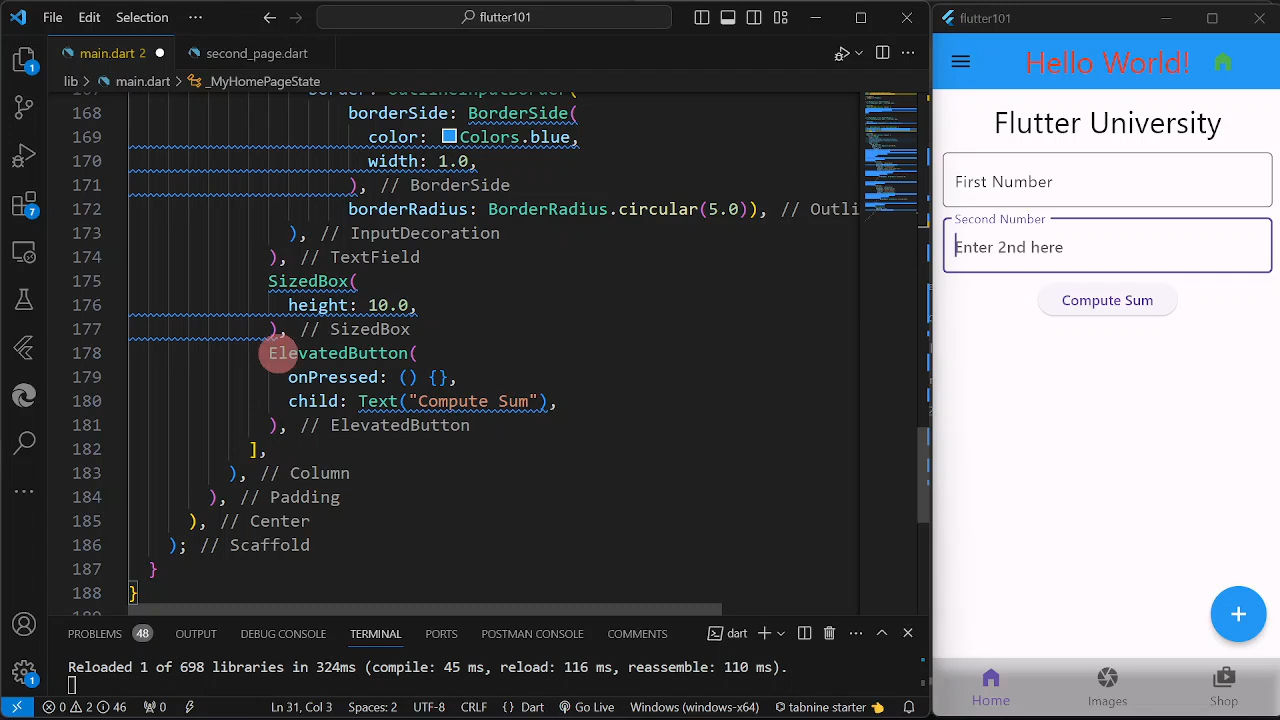 File Edit Selection ··· flutter101
main.dart 2 second_page.dart
lib > main.dart > _MyHomePageState
168 borderSide: BorderSide(
169 color: Colors.blue,
170 width: 1.0,
171 ), // BorderSide
172 borderRadius: BorderRadius.circular(5.0)), // Outli
173 ), // InputDecoration
174 ), // TextField
175 SizedBox(
176 height: 10.0,
177 ), // SizedBox
178 ElevatedButton(
179 onPressed: () {},
180 child: Text("Compute Sum"),
181 ), // ElevatedButton
182 ],
183 ), // Column
184 ), // Padding
185 ), // Center
186 ); // Scaffold
187 }
188 }
PROBLEMS 48 OUTPUT DEBUG CONSOLE TERMINAL PORTS POSTMAN CONSOLE COMMENTS dart
Reloaded 1 of 698 libraries in 324ms (compile: 45 ms, reload: 116 ms, reassemble: 110 ms).
0 2 46 0 Ln 31, Col 3 Spaces: 2 UTF-8 CRLF {} Dart Go Live Windows (windows-x64) tabnine starter
1
7
1
flutter101
Hello World!
Flutter University
First Number
Second Number
Enter 2nd here
Compute Sum
+
Home Images Shop